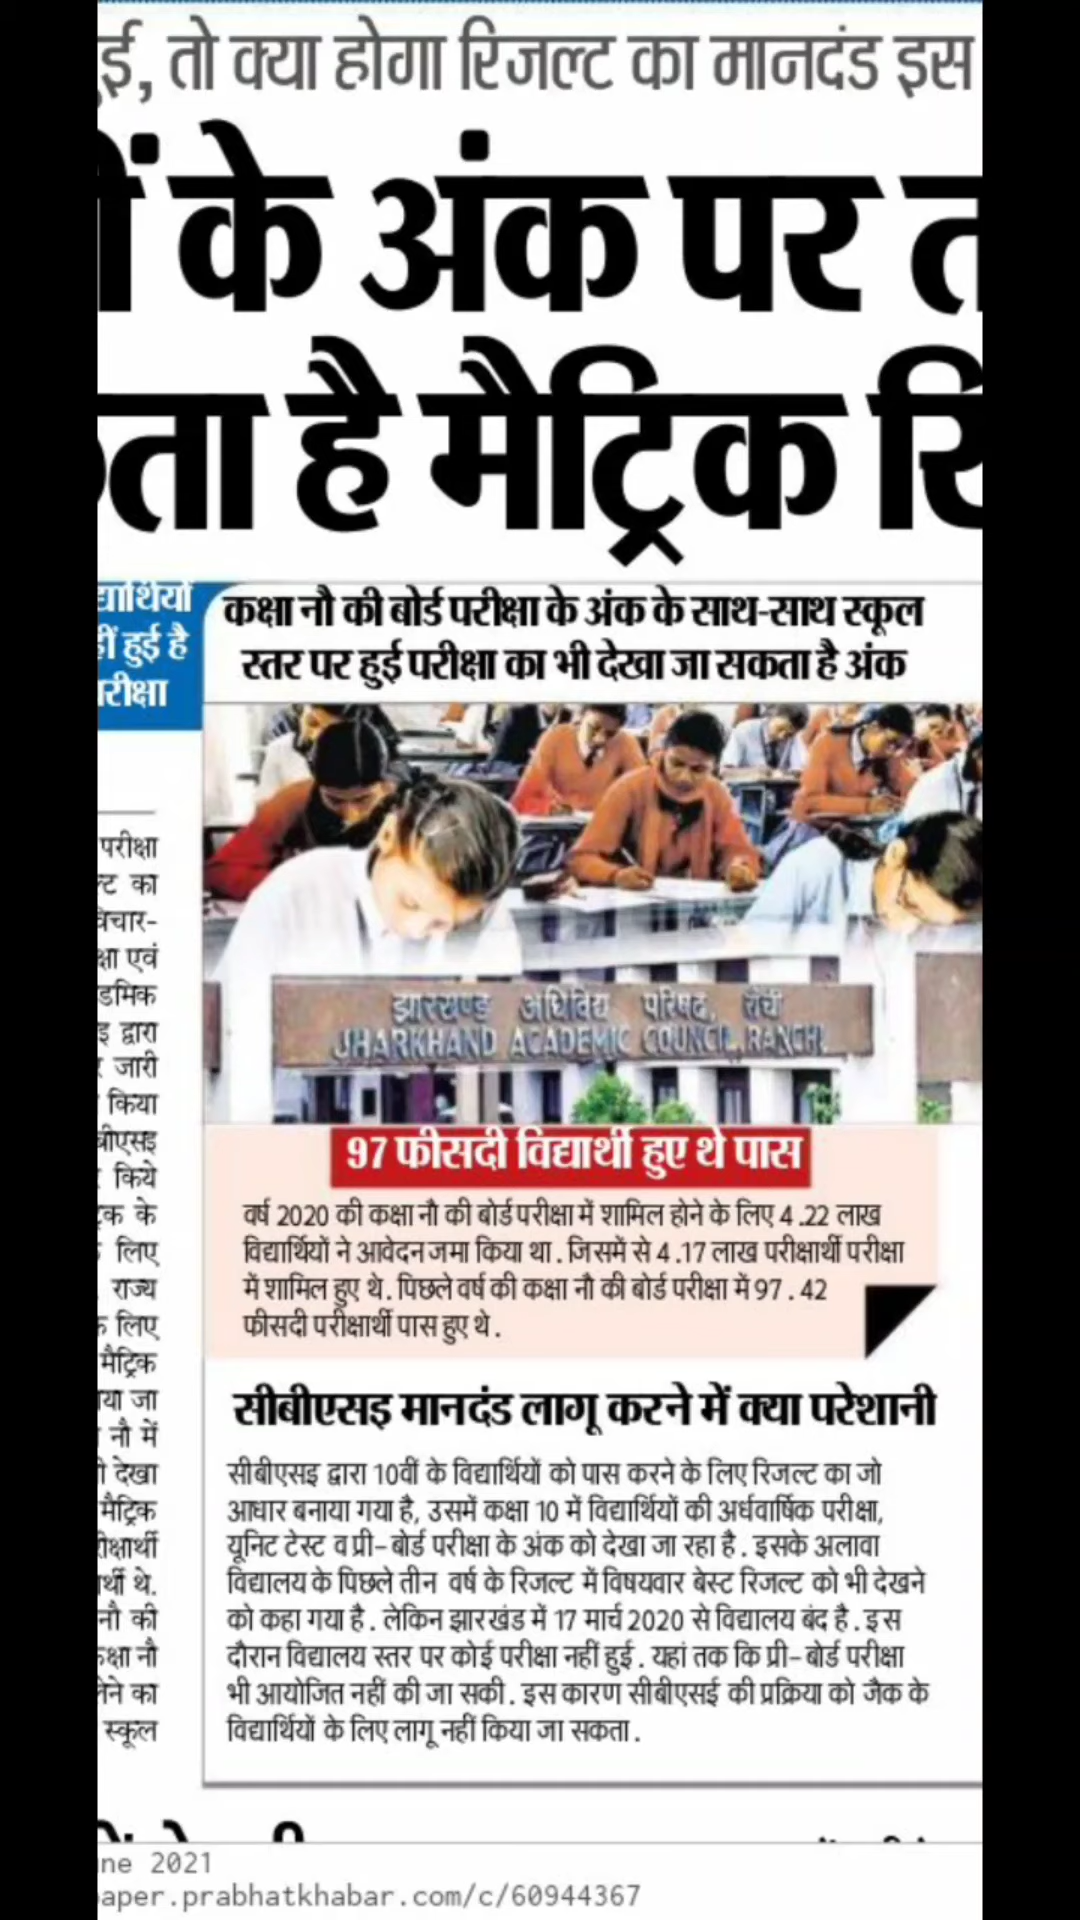 ई, तो क्या होगा रिजल्ट का मानदंड इस
के अंक पर
ता है मैट्रिक
द्यार्थियों
हुई है
कक्षा नौ की बोर्ड परीक्षा के अंक के साथ-साथ स्कूल
स्तर पर हुई परीक्षा का भी देखा जा सकता है अंक
परीक्षा
का
विचार-
एवं
द्वारा
जारी
किया
किये
के
लिए
राज्य
लिए
मैट्रिक
जा
नौ में
देखा
मैट्रिक
थे.
नौ की
नौ
का
स्कूल
झारखण्ड अधिविद्य परिषद, राँची
JHARKHAND ACADEMIC COUNCIL, RANCHI
97 फीसदी विद्यार्थी हुए थे पास
वर्ष 2020 की कक्षा नौ की बोर्ड परीक्षा में शामिल होने के लिए 4.22 लाख
विद्यार्थियों ने आवेदन जमा किया था. जिसमें से 4.17 लाख परीक्षार्थी परीक्षा
में शामिल हुए थे. पिछले वर्ष की कक्षा नौ की बोर्ड परीक्षा में 97.42
फीसदी परीक्षार्थी पास हुए थे.
सीबीएसइ मानदंड लागू करने में क्या परेशानी
सीबीएसइ द्वारा 10वीं के विद्यार्थियों को पास करने के लिए रिजल्ट का जो
आधार बनाया गया है, उसमें कक्षा 10 में विद्यार्थियों की अर्धवार्षिक परीक्षा,
यूनिट टेस्ट व प्री-बोर्ड परीक्षा के अंक को देखा जा रहा है. इसके अलावा
विद्यालय के पिछले तीन वर्ष के रिजल्ट में विषयवार बेस्ट रिजल्ट को भी देखने
को कहा गया है. लेकिन झारखंड में 17 मार्च 2020 से विद्यालय बंद है. इस
दौरान विद्यालय स्तर पर कोई परीक्षा नहीं हुई. यहां तक कि प्री-बोर्ड परीक्षा
भी आयोजित नहीं की जा सकी. इस कारण सीबीएसई की प्रक्रिया को जैक के
विद्यार्थियों के लिए लागू नहीं किया जा सकता.
une 2021
aper.prabhatkhabar.com/c/60944367